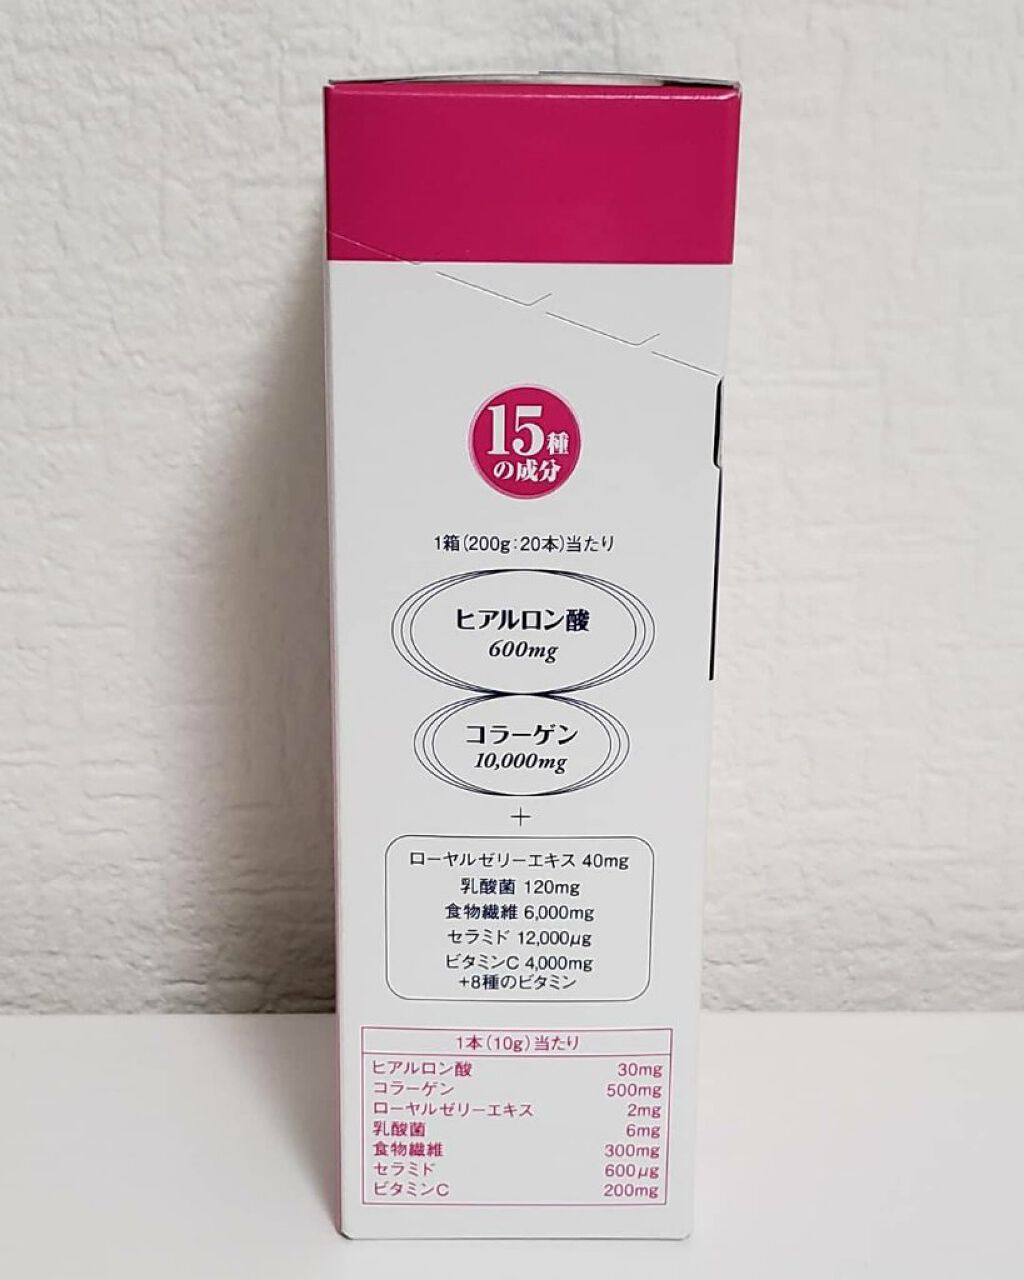 15種
の成分
1箱(200g:20本)当たり
ヒアルロン酸
600mg
コラーゲン
10,000mg
+
ローヤルゼリーエキス 40mg
乳酸菌 120mg
食物繊維 6,000mg
セラミド 12,000μg
ビタミンC 4,000mg
+8種のビタミン
1本(10g)当たり
ヒアルロン酸 30mg
コラーゲン 500mg
ローヤルゼリーエキス 2mg
乳酸菌 6mg
食物繊維 300mg
セラミド 600μg
ビタミンC 200mg